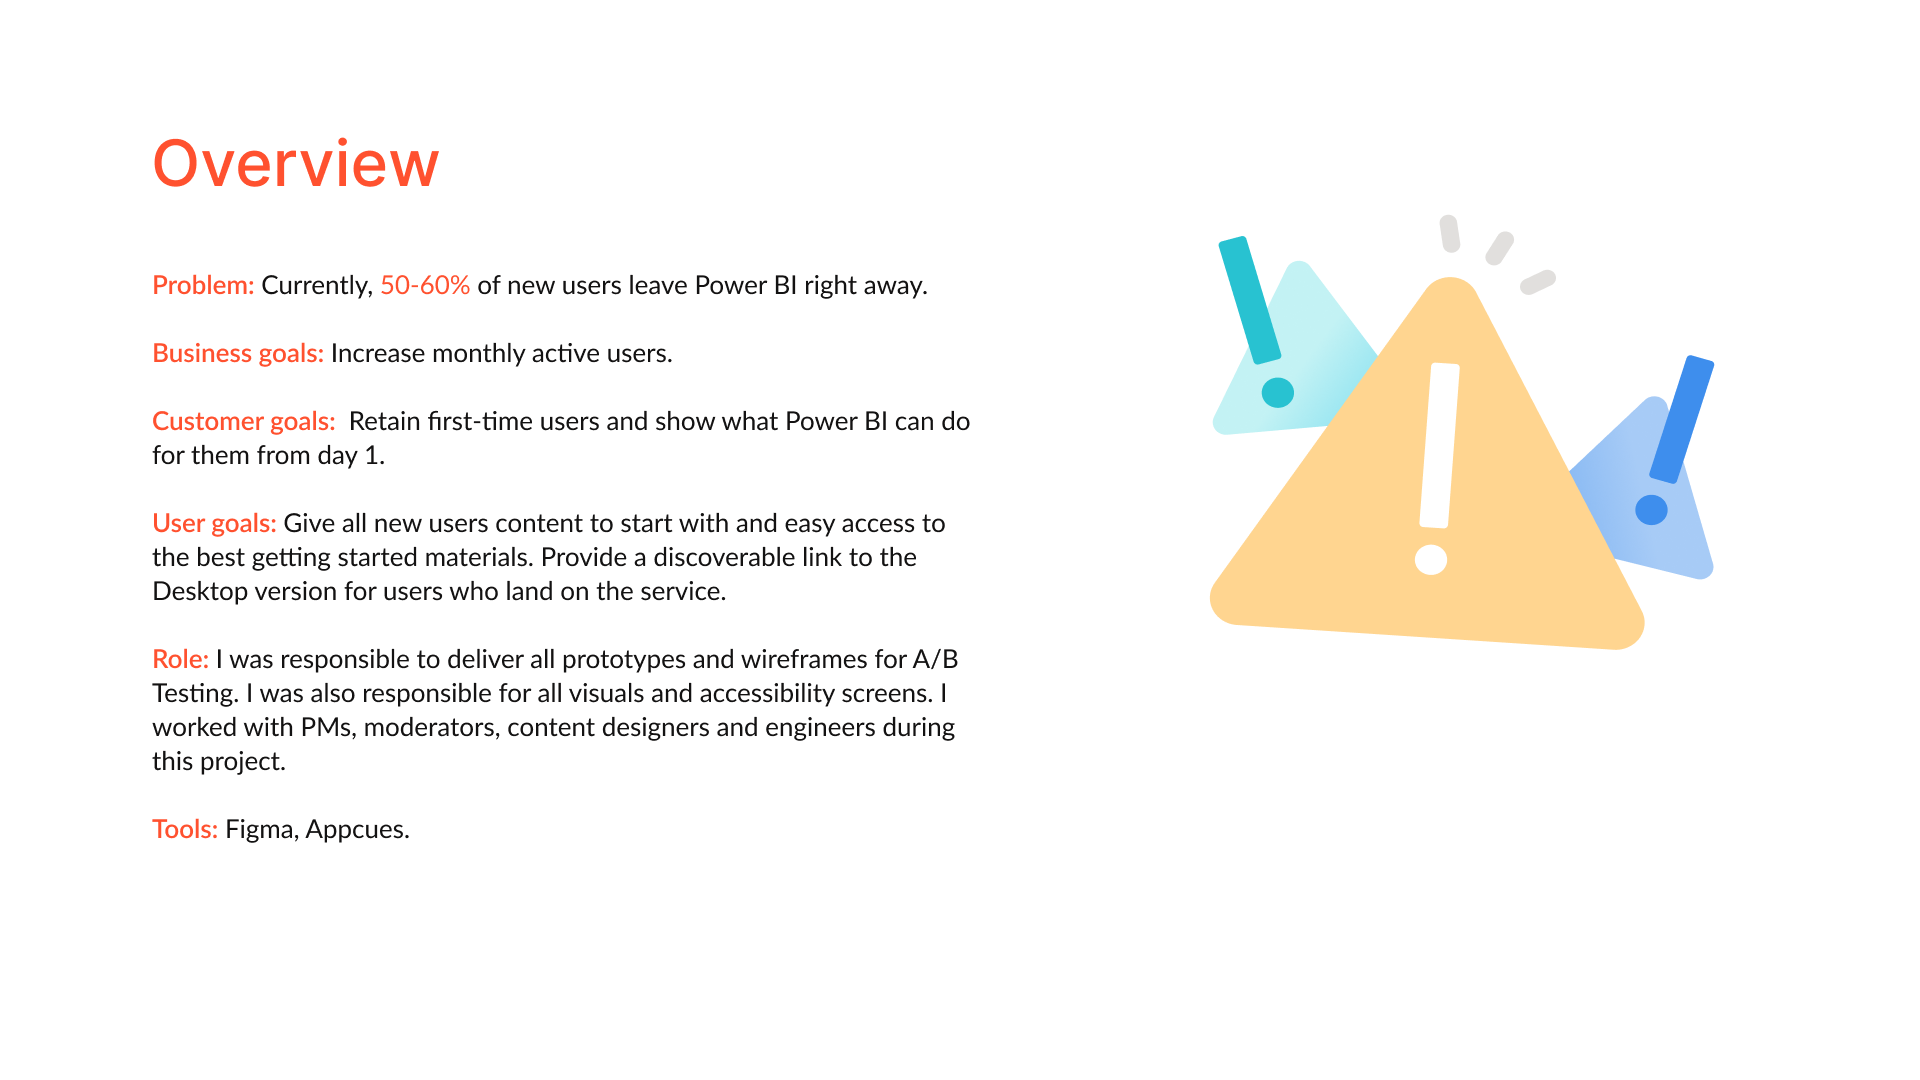 Overview
Problem: Currently, 50-60% of new users leave Power BI right away.
Business goals: Increase monthly active users.
Customer goals:  Retain first-time users and show what Power BI can do
for them from day 1.
User goals: Give all new users content to start with and easy access to
the best getting started materials. Provide a discoverable link to the
Desktop version for users who land on the service.
Role: I was responsible to deliver all prototypes and wireframes for A/B
Testing. I was also responsible for all visuals and accessibility screens. I
worked with PMs, moderators, content designers and engineers during
this project.
Tools: Figma, Appcues.